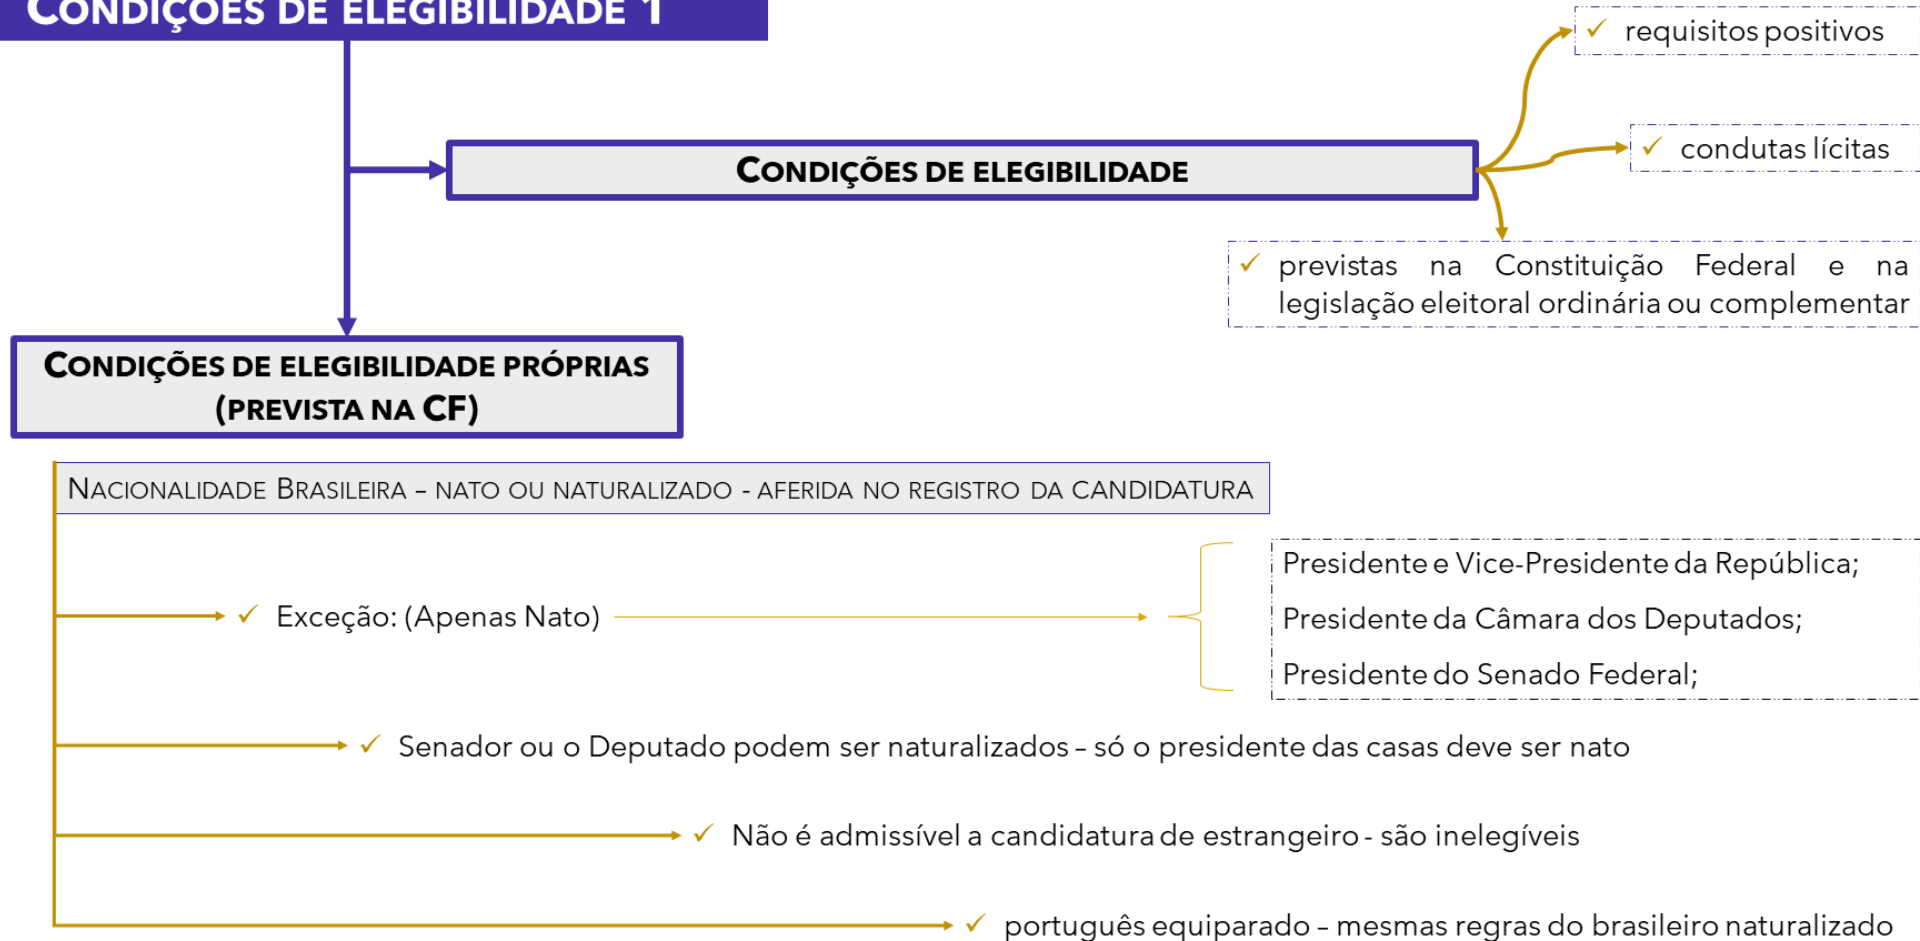 CONDIÇÕES DE ELEGIBILIDADE 1
✓ requisitos positivos
✓ condutas lícitas
CONDIÇÕES DE ELEGIBILIDADE
✓ previstas na Constituição Federal e na
legislação eleitoral ordinária ou complementar
CONDIÇÕES DE ELEGIBILIDADE PRÓPRIAS
(PREVISTA NA CF)
NACIONALIDADE BRASILEIRA – NATO OU NATURALIZADO - AFERIDA NO REGISTRO DA CANDIDATURA
✓ Exceção: (Apenas Nato)
Presidente e Vice-Presidente da República;
Presidente da Câmara dos Deputados;
Presidente do Senado Federal;
✓ Senador ou o Deputado podem ser naturalizados – só o presidente das casas deve ser nato
✓ Não é admissível a candidatura de estrangeiro - são inelegíveis
✓ português equiparado – mesmas regras do brasileiro naturalizado